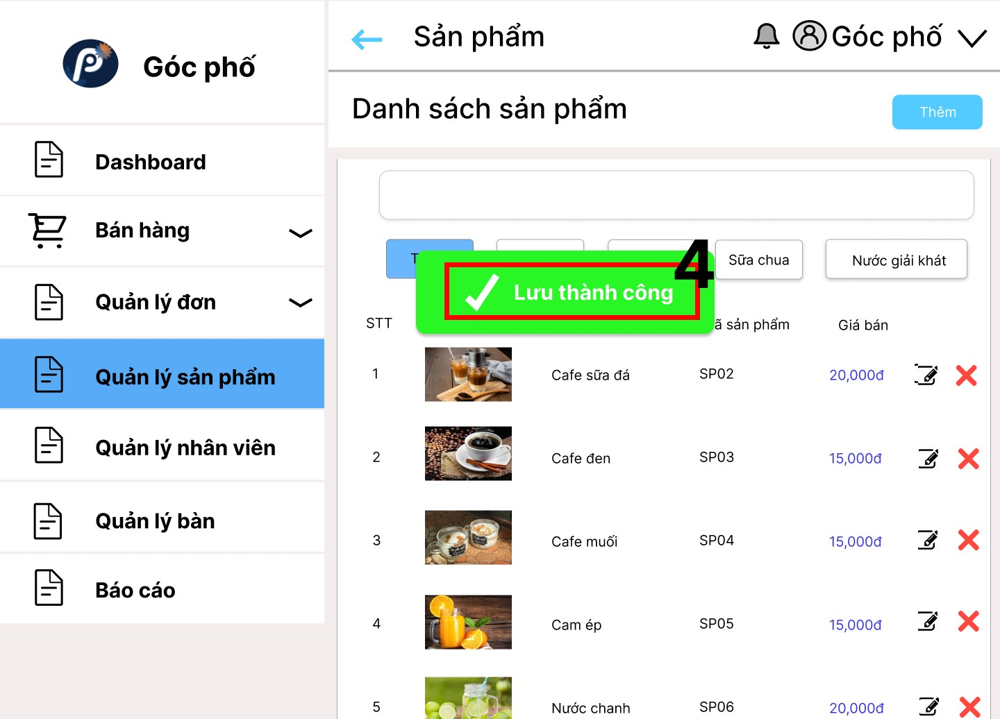 Góc phố
Dashboard
Bán hàng
Quản lý đơn
Quản lý sản phẩm
Quản lý nhân viên
Quản lý bàn
Báo cáo
Sản phẩm
Góc phố
Danh sách sản phẩm
Thêm
Sữa chua
Nước giải khát
4
Lưu thành công
STT ã sản phẩm Giá bán
1 Cafe sữa đá SP02 20,000đ
2 Cafe đen SP03 15,000đ
3 Cafe muối SP04 15,000đ
4 Cam ép SP05 15,000đ
5 Nước chanh SP06 20,000đ